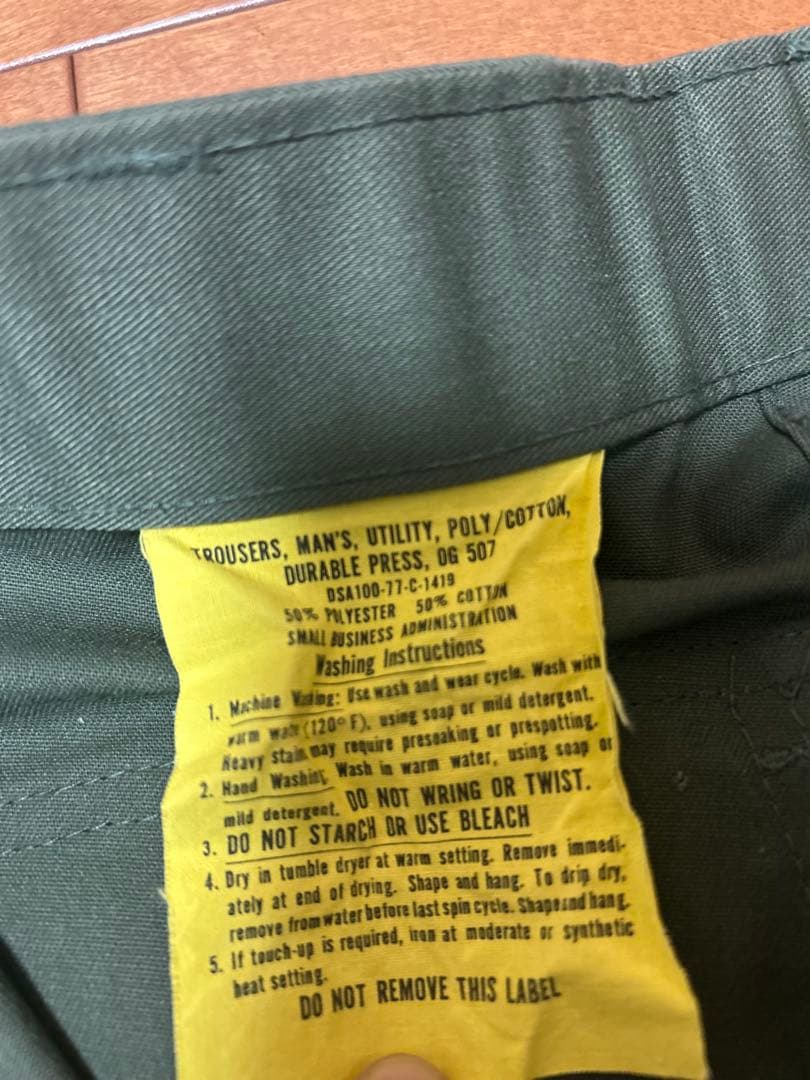 TROUSERS, MAN'S, UTILITY, POLY/COTTON,
DURABLE PRESS, OG 507
DSA100-77-C-1419
50% POLYESTER 50% COTTON
SMALL BUSINESS ADMINISTRATION
Washing Instructions
1. Machine Washing: Use wash and wear cycle. Wash with
warm water (120° F), using soap or mild detergent.
Heavy stain may require presoaking or prespotting.
2. Hand Washing. Wash in warm water, using soap or
mild detergent. DO NOT WRING OR TWIST.
3. DO NOT STARCH OR USE BLEACH
4. Dry in tumble dryer at warm setting. Remove immedi-
ately at end of drying. Shape and hang. To drip dry,
remove from water before last spin cycle. Shape and hang.
5. If touch-up is required, iron at moderate or synthetic
heat setting.
DO NOT REMOVE THIS LABEL